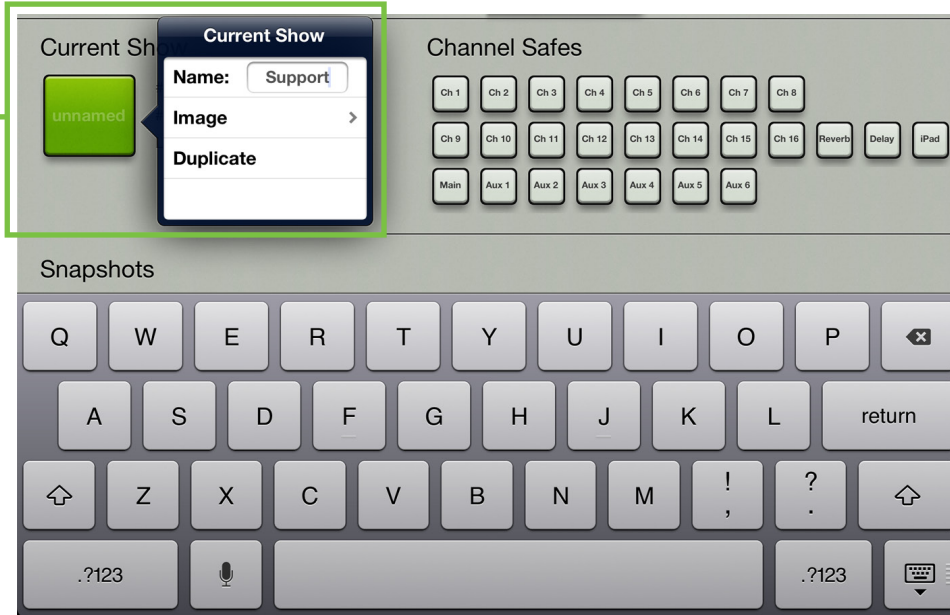 Current Show
Current Sh
Name: Support
unnamed
Image
Duplicate
Channel Safes
Ch 1 Ch 2 Ch 3 Ch 4 Ch 5 Ch 6 Ch 7 Ch 8
Ch 9 Ch 10 Ch 11 Ch 12 Ch 13 Ch 14 Ch 15 Ch 16 Reverb Delay iPad
Main Aux 1 Aux 2 Aux 3 Aux 4 Aux 5 Aux 6
Snapshots
Q W E R T Y U I O P
A S D F G H J K L return
Z X C V B N M ! , ? .
.?123 .?123